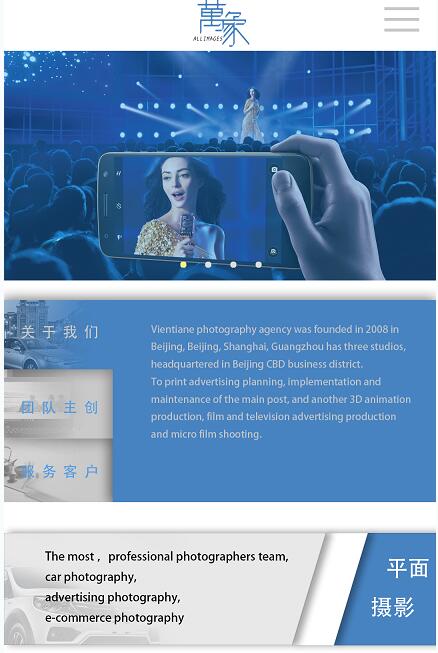 萬象
ALLIMAGES
关于我们
Vientiane photography agency was founded in 2008 in
Beijing, Beijing, Shanghai, Guangzhou has three studios,
headquartered in Beijing CBD business district.
To print advertising planning, implementation and
maintenance of the main post, and another 3D animation
production, film and television advertising production
and micro film shooting.
团队主创
服务客户
The most ,   professional photographers team,
car photography,
advertising photography,
e-commerce photography
平面
摄影